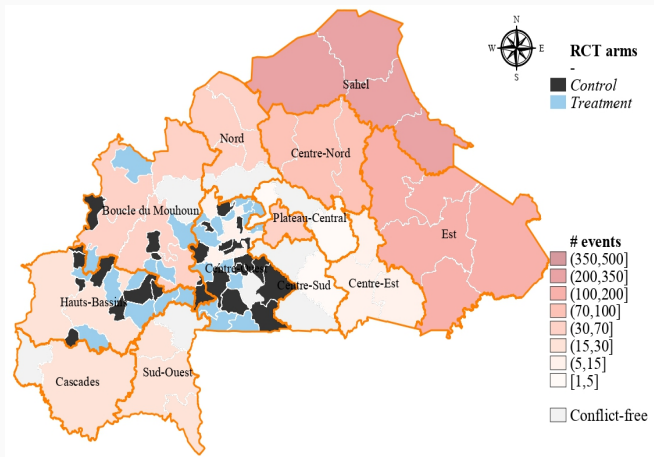 N
W
E
S
RCT arms
-
Control
Treatment
Sahel
Nord
Centre-Nord
Boucle du Mouhoun
Plateau-Central
Est
Centre-Ouest
Centre-Sud
Centre-Est
Hauts-Bassins
Cascades
Sud-Ouest
# events
(350,500]
(200,350]
(100,200]
(70,100]
(30,70]
(15,30]
(5,15]
[1,5]
Conflict-free